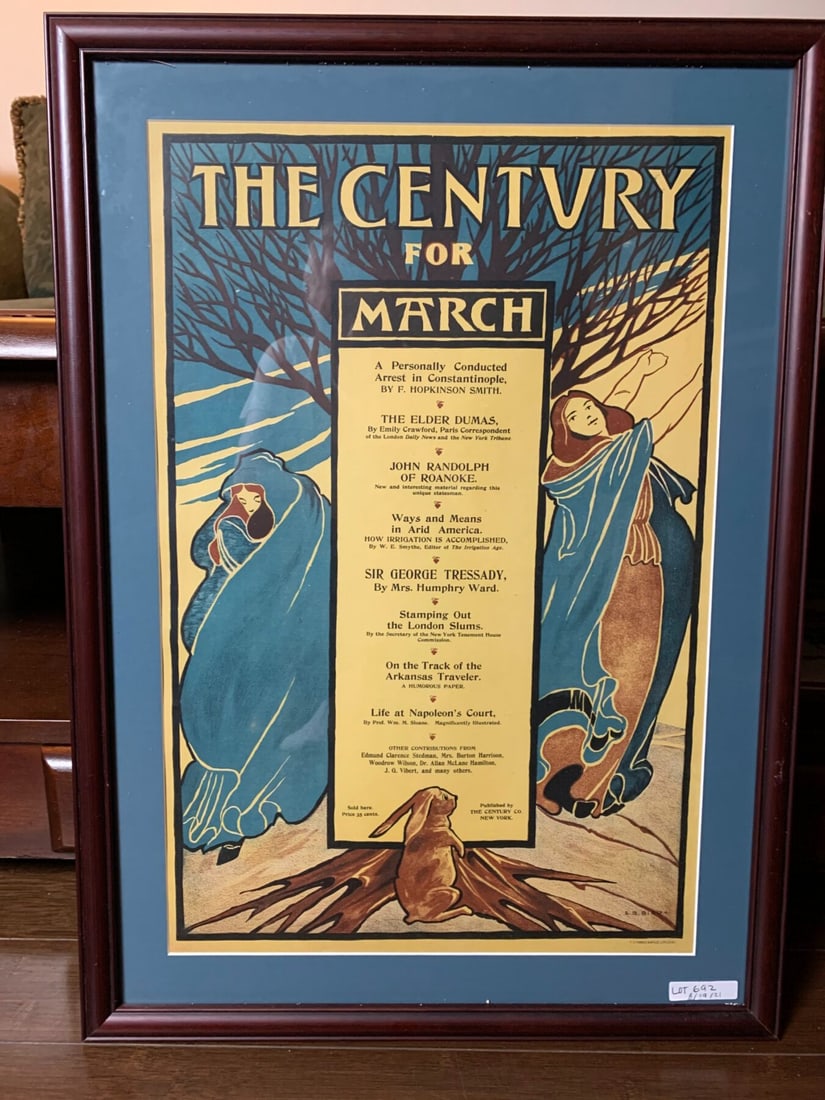 THE CENTVRY
FOR
MARCH
A Personally Conducted
Arrest in Constantinople,
BY F. HOPKINSON SMITH.
THE ELDER DUMAS,
By Emily Crawford, Paris Correspondent
of the London Daily News and the New York Tribune.
JOHN RANDOLPH
OF ROANOKE.
New and interesting material regarding this
unique statesman.
Ways and Means
in Arid America.
HOW IRRIGATION IS ACCOMPLISHED,
By W. E. Smythe, Editor of The Irrigation Age.
SIR GEORGE TRESSADY,
By Mrs. Humphry Ward.
Stamping Out
the London Slums.
By the Secretary of the New York Tenement House
Commission.
On the Track of the
Arkansas Traveler.
A HUMOROUS PAPER.
Life at Napoleon's Court,
By Prof. Wm. M. Sloane. Magnificently Illustrated.
OTHER CONTRIBUTIONS FROM
Edmund Clarence Stedman, Mrs. Burton Harrison,
Woodrow Wilson, Dr. Allan McLane Hamilton,
J. G. Vibert, and many others.
Sold here.
Price 35 cents.
Published by
THE CENTURY CO.
NEW YORK.
LOT 692